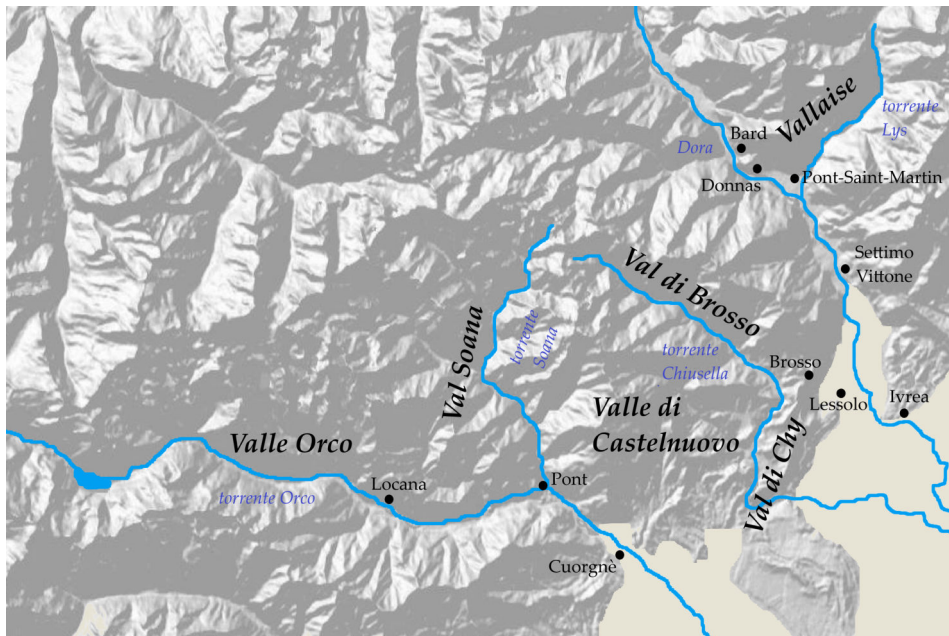 Vallaise
torrente
Lys
Bard
Dora
Donnas
Pont-Saint-Martin
Settimo
Vittone
Val di Brosso
Val Soana
torrente
Soana
torrente
Chiusella
Brosso
Lessolo
Ivrea
Valle di
Castelnuovo
Val di Chy
Valle Orco
torrente Orco
Locana
Pont
Cuorgnè